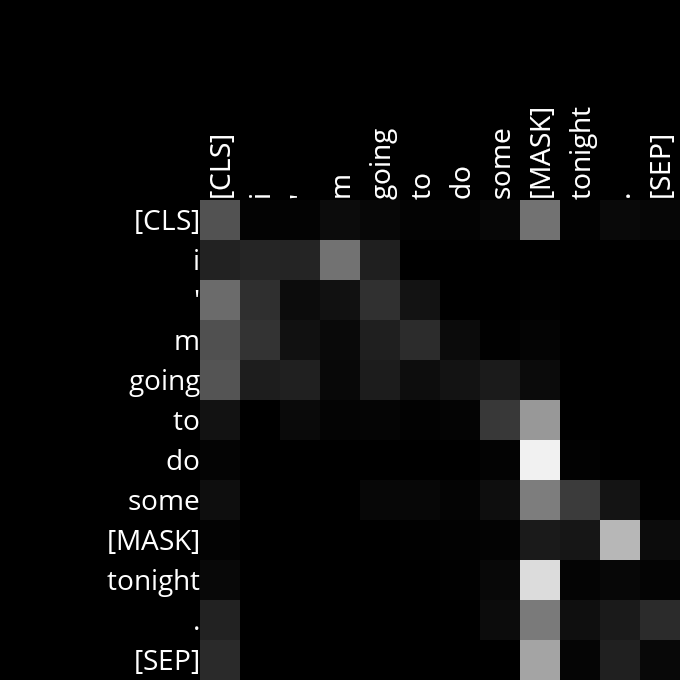 [CLS] i ' m going to do some [MASK] tonight . [SEP]
[CLS]
i
'
m
going
to
do
some
[MASK]
tonight
.
[SEP]